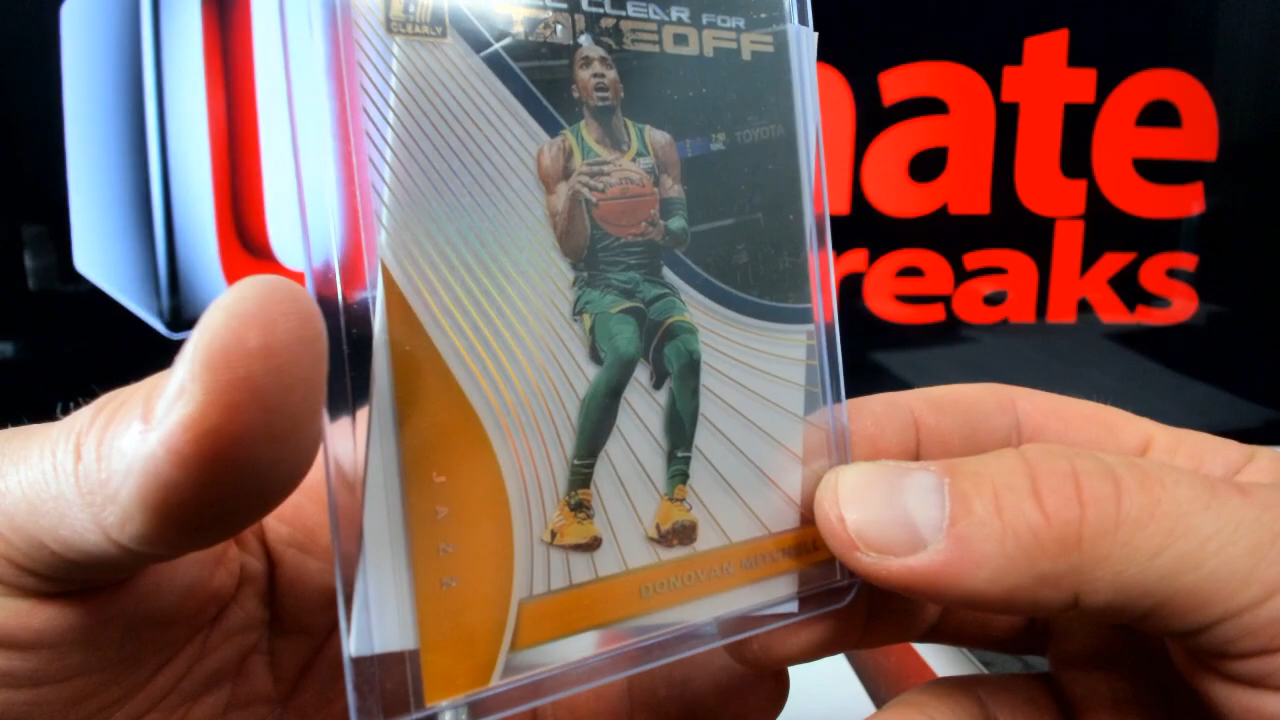 CLEARLY
CLEAR FOR
TAKEOFF
TOYOTA
nate
reaks
JAZZ
DONOVAN MITCHELL